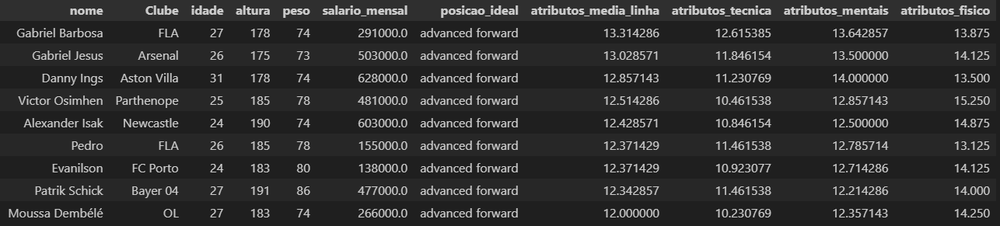 nome Clube idade altura peso salario_mensal posicao_ideal atributos_media_linha atributos_tecnica atributos_mentais atributos_fisico
Gabriel Barbosa FLA 27 178 74 291000.0 advanced forward 13.314286 12.615385 13.642857 13.875
Gabriel Jesus Arsenal 26 175 73 503000.0 advanced forward 13.028571 11.846154 13.500000 14.125
Danny Ings Aston Villa 31 178 74 628000.0 advanced forward 12.857143 11.230769 14.000000 13.500
Victor Osimhen Parthenope 25 185 78 481000.0 advanced forward 12.514286 10.461538 12.857143 15.250
Alexander Isak Newcastle 24 190 74 603000.0 advanced forward 12.428571 10.846154 12.500000 14.875
Pedro FLA 26 185 78 155000.0 advanced forward 12.371429 11.461538 12.785714 13.125
Evanilson FC Porto 24 183 80 138000.0 advanced forward 12.371429 10.923077 12.714286 14.125
Patrik Schick Bayer 04 27 191 86 477000.0 advanced forward 12.342857 11.461538 12.214286 14.000
Moussa Dembélé OL 27 183 74 266000.0 advanced forward 12.000000 10.230769 12.357143 14.250